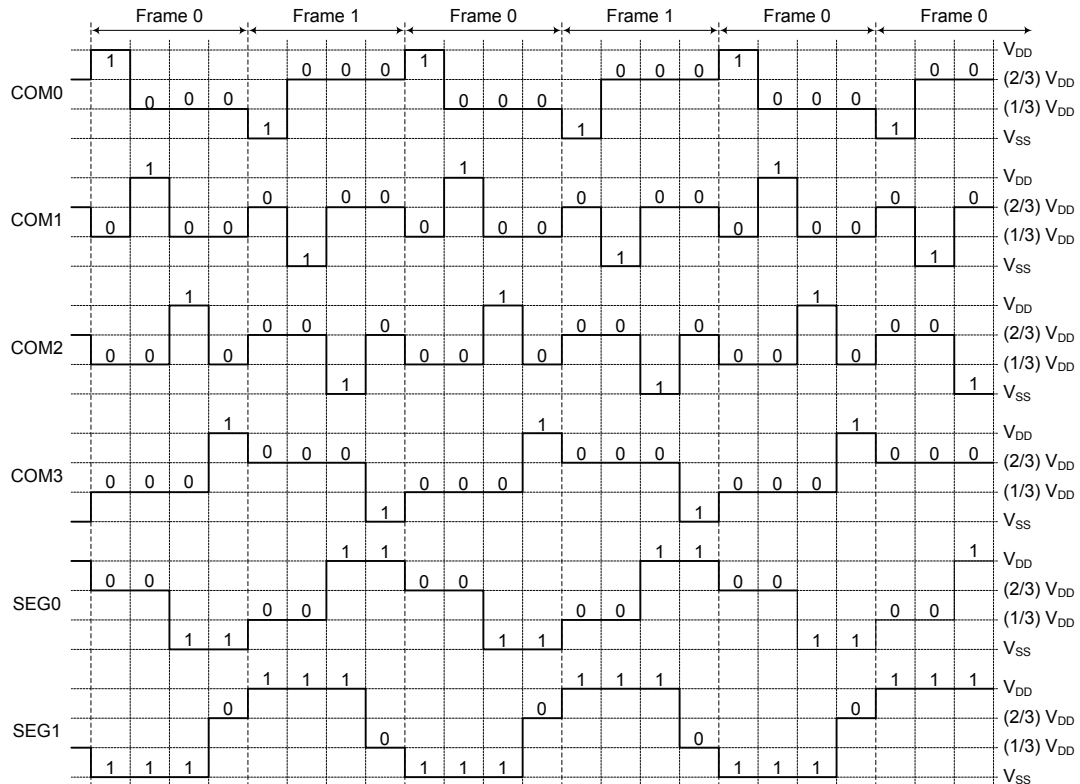 Frame 0 Frame 1 Frame 0 Frame 1 Frame 0 Frame 0
V_DD
1 0 0 0 1 0 0 0 1 0 0
COM0 (2/3) V_DD
0 0 0 0 0 0 0 0 0
(1/3) V_DD
1 1 1
V_SS
1 1 1
V_DD
0 0 0 0 0 0 0 0
COM1 (2/3) V_DD
0 0 0 0 0 0 0 0 0
(1/3) V_DD
1 1 1
V_SS
1 1 1
V_DD
0 0 0 0 0 0 0 0
(2/3) V_DD
COM2
0 0 0 0 0 0 0 0 0
(1/3) V_DD
1 1 1
V_SS
1 1 1
V_DD
0 0 0 0 0 0 0 0 0
(2/3) V_DD
COM3
0 0 0 0 0 0 0 0 0
(1/3) V_DD
1 1
V_SS
1 1 1 1 1
V_DD
0 0 0 0 0 0
(2/3) V_DD
SEG0
0 0 0 0 0 0
(1/3) V_DD
1 1 1 1 1 1
V_SS
1 1 1 1 1 1 1 1 1
V_DD
0 0 0
(2/3) V_DD
SEG1
0 0
(1/3) V_DD
1 1 1 1 1 1 1 1 1
V_SS